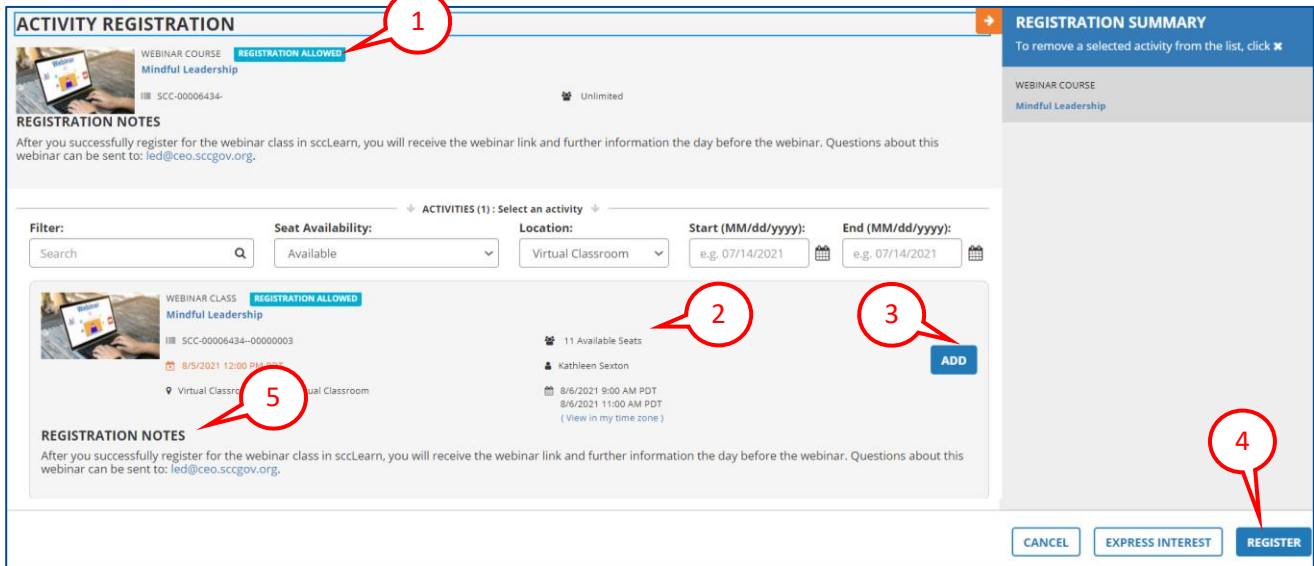 ACTIVITY REGISTRATION
1
WEBINAR COURSE REGISTRATION ALLOWED
Mindful Leadership
SCC-00006434-
Unlimited
REGISTRATION NOTES
After you successfully register for the webinar class in sccLearn, you will receive the webinar link and further information the day before the webinar. Questions about this
webinar can be sent to: led@ceo.sccgov.org.
ACTIVITIES (1) : Select an activity
Filter: Seat Availability: Location: Start (MM/dd/yyyy): End (MM/dd/yyyy):
Search Available Virtual Classroom e.g. 07/14/2021 e.g. 07/14/2021
WEBINAR CLASS REGISTRATION ALLOWED
Mindful Leadership
2
3
SCC-00006434--00000003 11 Available Seats
8/5/2021 12:00 PM Kathleen Sexton
ADD
Virtual Classroom 8/6/2021 9:00 AM PDT
8/6/2021 11:00 AM PDT
( View in my time zone )
5
REGISTRATION NOTES
After you successfully register for the webinar class in sccLearn, you will receive the webinar link and further information the day before the webinar. Questions about this
webinar can be sent to: led@ceo.sccgov.org.
REGISTRATION SUMMARY
To remove a selected activity from the list, click ✖
WEBINAR COURSE
Mindful Leadership
4
CANCEL EXPRESS INTEREST REGISTER